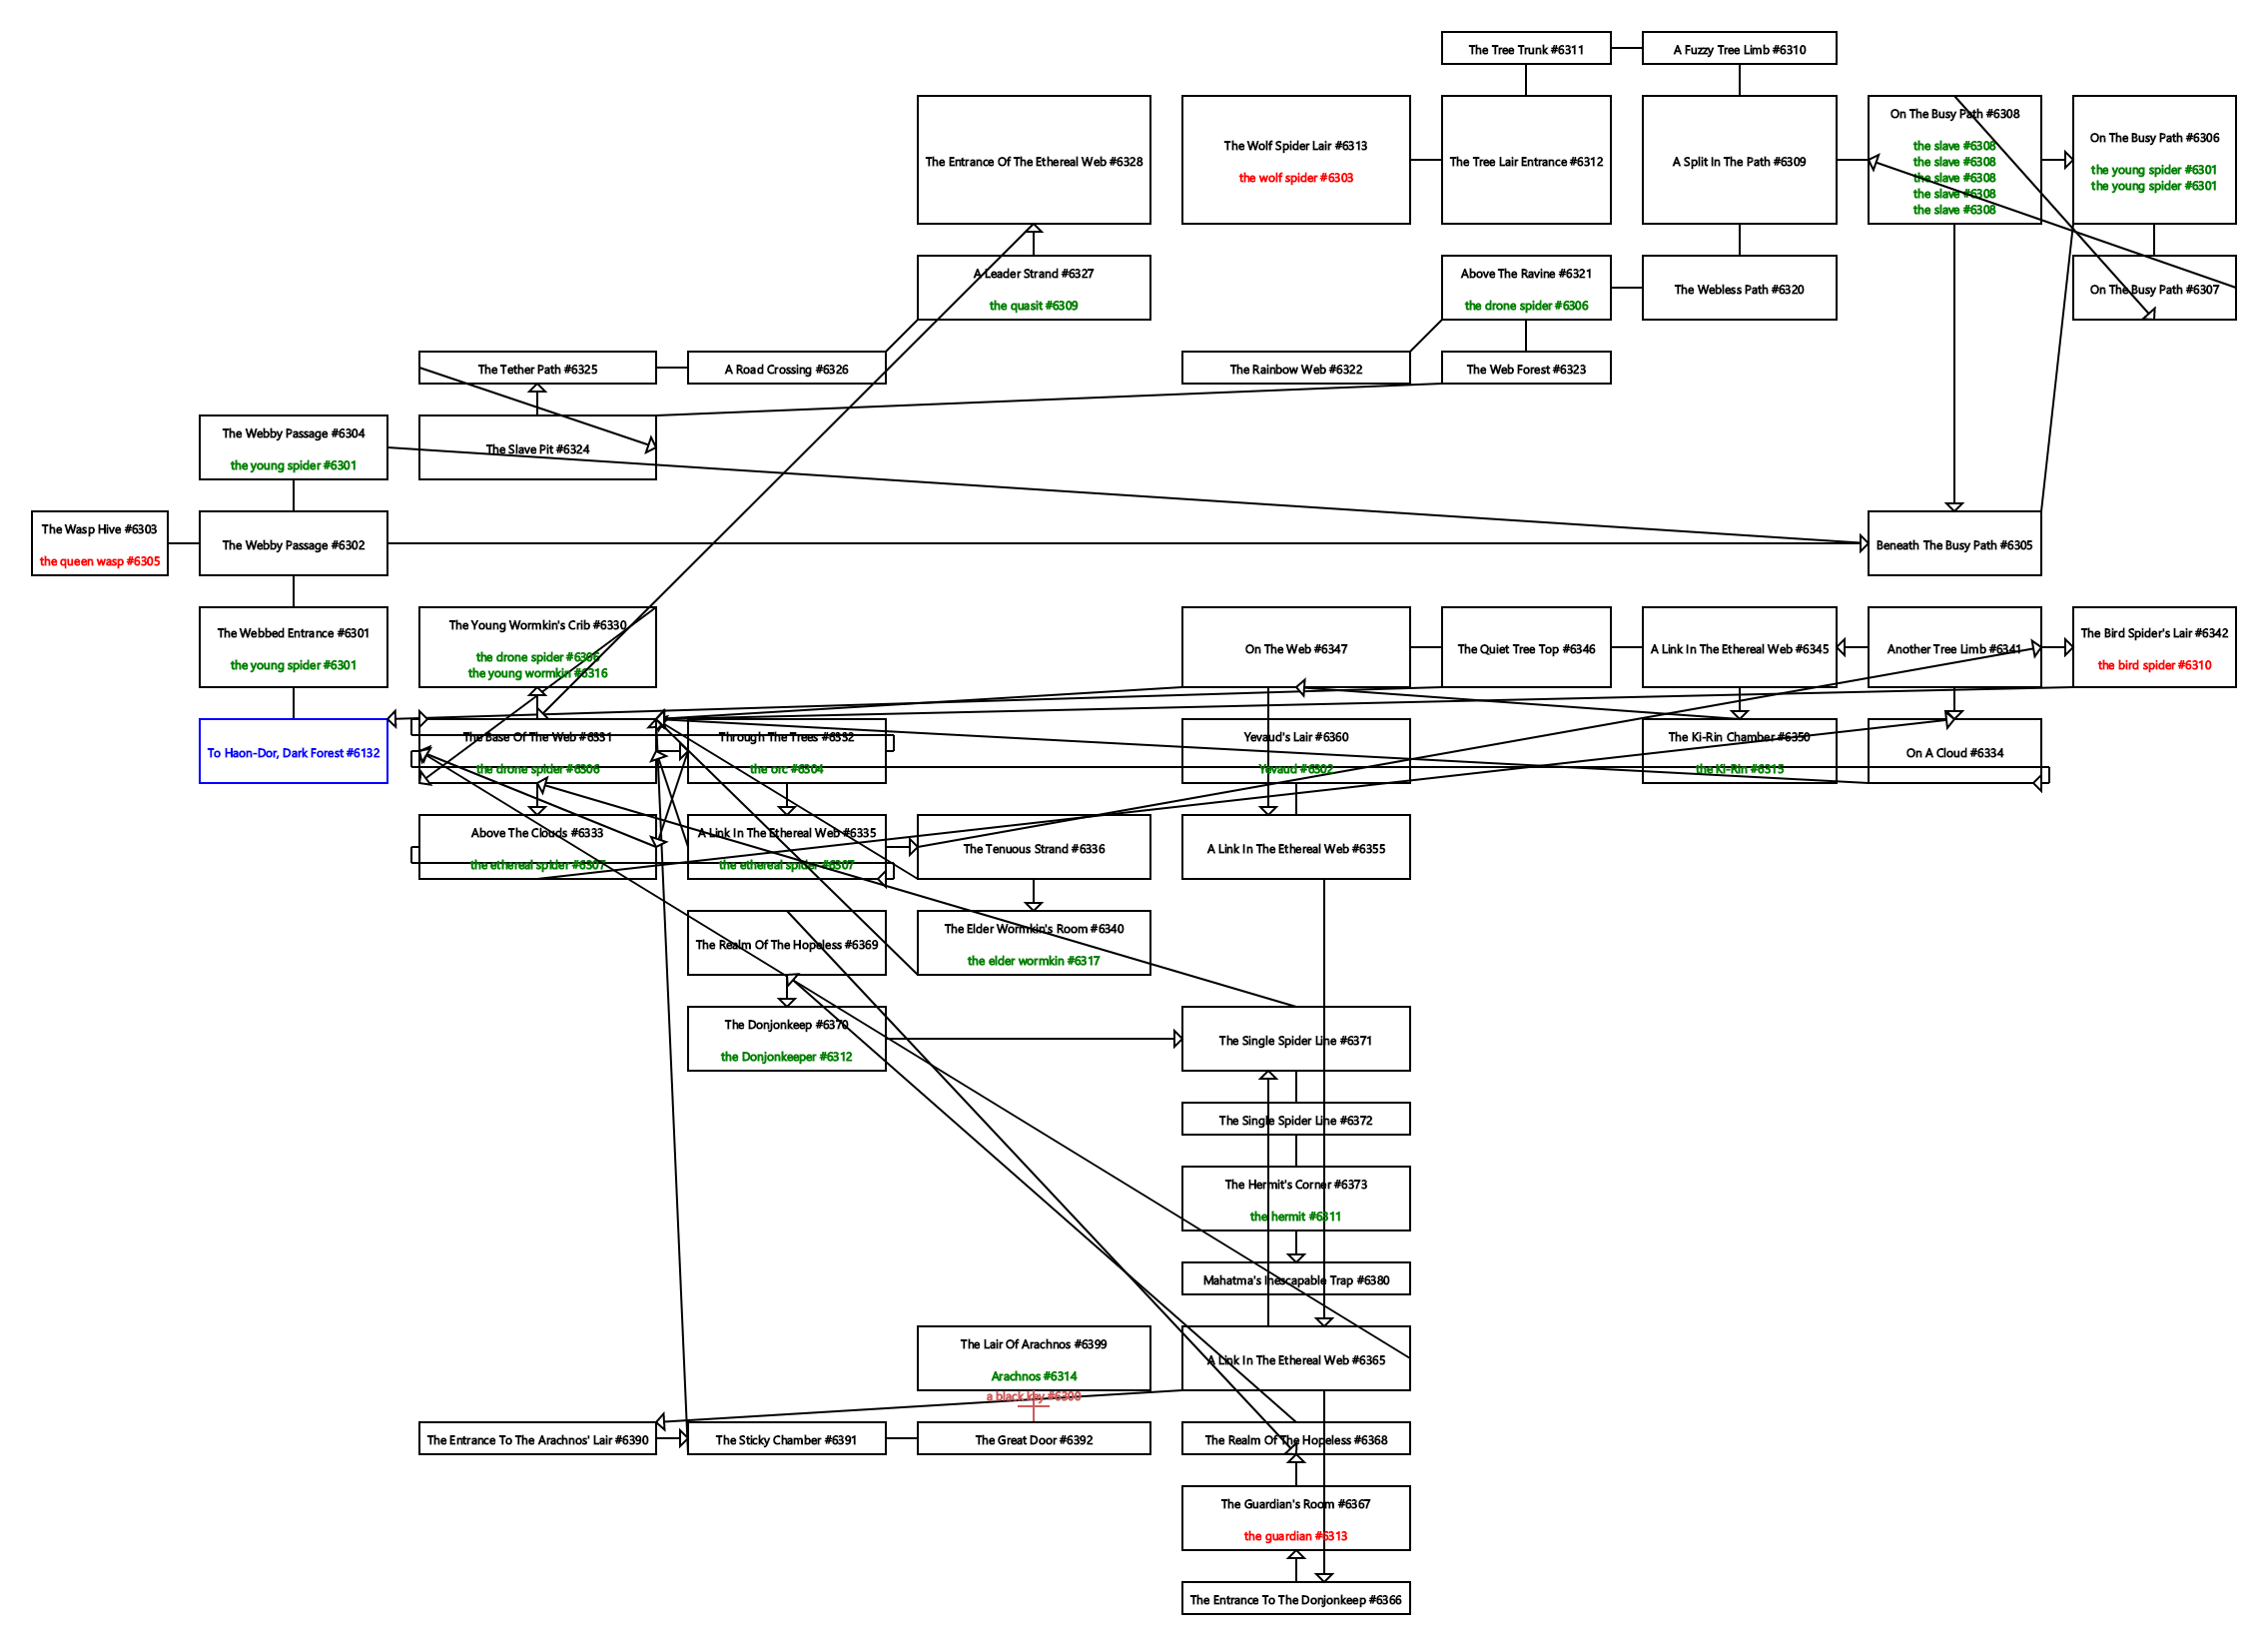 The Tree Trunk #6311
A Fuzzy Tree Limb #6310
The Entrance Of The Ethereal Web #6328
The Wolf Spider Lair #6313
the wolf spider #6303
The Tree Lair Entrance #6312
A Split In The Path #6309
On The Busy Path #6308
the slave #6308
the slave #6308
the slave #6308
the slave #6308
the slave #6308
On The Busy Path #6306
the young spider #6301
the young spider #6301
A Leader Strand #6327
the quasit #6309
Above The Ravine #6321
the drone spider #6306
The Webless Path #6320
On The Busy Path #6307
The Tether Path #6325
A Road Crossing #6326
The Rainbow Web #6322
The Web Forest #6323
The Webby Passage #6304
the young spider #6301
The Slave Pit #6324
The Wasp Hive #6303
the queen wasp #6305
The Webby Passage #6302
Beneath The Busy Path #6305
The Webbed Entrance #6301
the young spider #6301
The Young Wormkin's Crib #6330
the drone spider #6306
the young wormkin #6316
On The Web #6347
The Quiet Tree Top #6346
A Link In The Ethereal Web #6345
Another Tree Limb #6341
The Bird Spider's Lair #6342
the bird spider #6310
To Haon-Dor, Dark Forest #6132
The Base Of The Web #6331
the drone spider #6306
Through The Trees #6332
the orc #6304
Yevaud's Lair #6360
Yevaud #6302
The Ki-Rin Chamber #6350
the Ki-Rin #6315
On A Cloud #6334
Above The Clouds #6333
the ethereal spider #6307
A Link In The Ethereal Web #6335
the ethereal spider #6307
The Tenuous Strand #6336
A Link In The Ethereal Web #6355
The Realm Of The Hopeless #6369
The Elder Wormkin's Room #6340
the elder wormkin #6317
The Donjonkeep #6370
the Donjonkeeper #6312
The Single Spider Line #6371
The Single Spider Line #6372
The Hermit's Corner #6373
the hermit #6311
Mahatma's Inescapable Trap #6380
The Lair Of Arachnos #6399
Arachnos #6314
a black key #6300
A Link In The Ethereal Web #6365
The Entrance To The Arachnos' Lair #6390
The Sticky Chamber #6391
The Great Door #6392
The Realm Of The Hopeless #6368
The Guardian's Room #6367
the guardian #6313
The Entrance To The Donjonkeep #6366